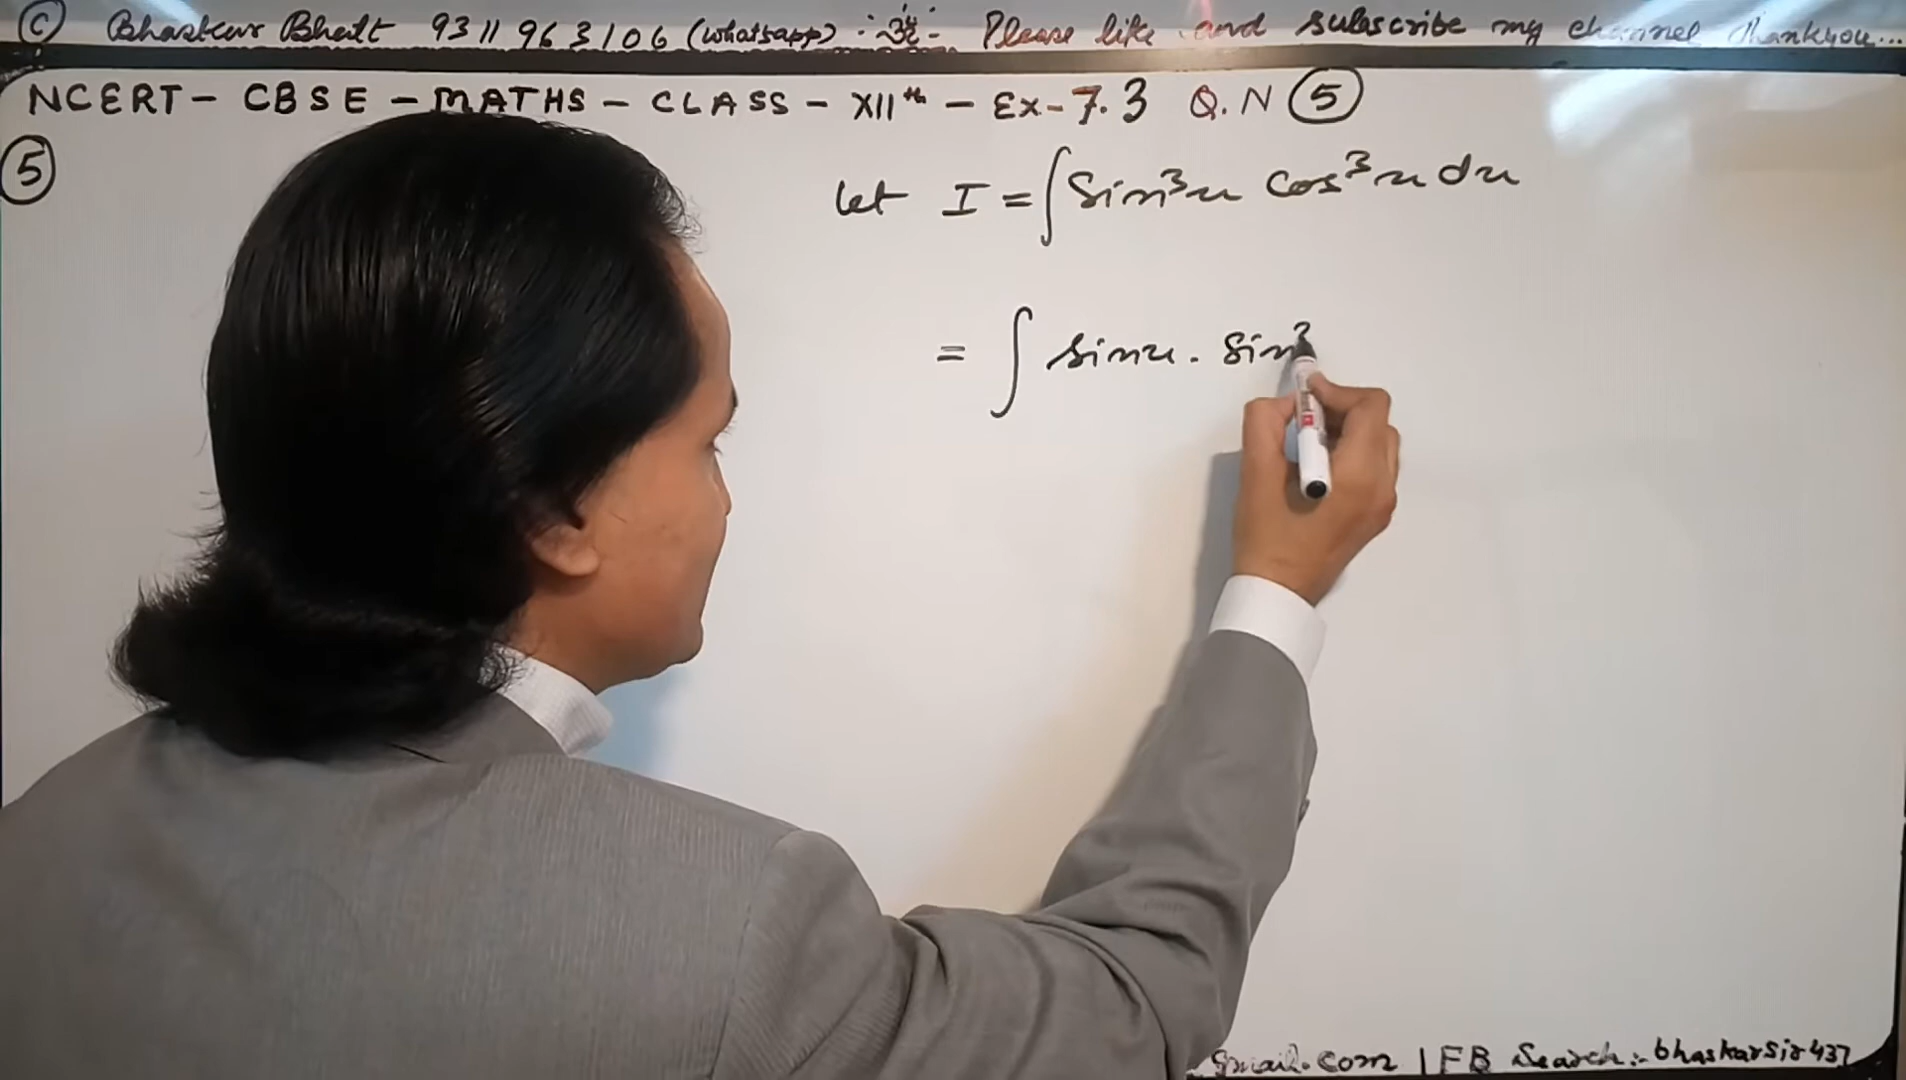 © Bhaskar Bhatt 9311963106 (whatsapp) :- Please like and subscribe my channel thankyou...
NCERT - CBSE - MATHS - CLASS - XIIth - Ex - 7.3 Q.N ⑤
⑤ let I = ∫ Sin³x cos³x dx
= ∫ sinx . Sin²
gmail.com | FB Search:- bhaskarsir437